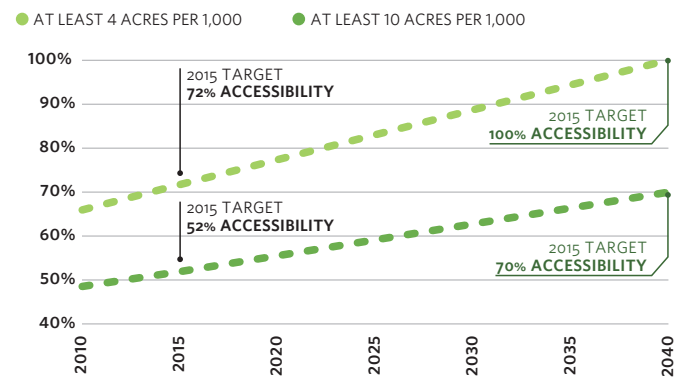 AT LEAST 4 ACRES PER 1,000
AT LEAST 10 ACRES PER 1,000
100%
90%
80%
70%
60%
50%
40%
2015 TARGET
72% ACCESSIBILITY
2015 TARGET
100% ACCESSIBILITY
2015 TARGET
52% ACCESSIBILITY
2015 TARGET
70% ACCESSIBILITY
2010
2015
2020
2025
2030
2035
2040